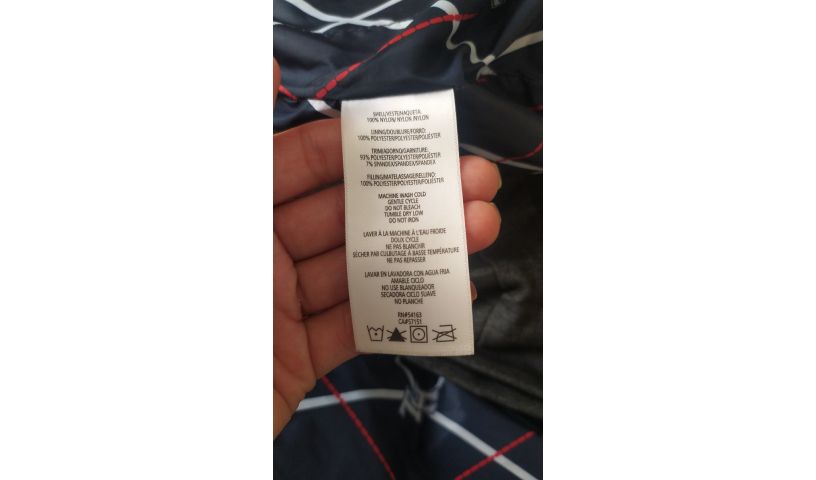 SHELL/VESTE/HAQUETA:
100% NYLON/ NYLON /NYLON
LINING/DOUBLURE/FORRO:
100% POLYESTER/POLYESTER/POLIÉSTER
TRIM/ADORNO/GARNITURE:
93% POLYESTER/POLYESTER/POLIÉSTER
7% SPANDEX/SPANDEX/SPANDEX
FILLING/MATELASSAGE/RELLENO:
100% POLYESTER/POLYESTER/POLIESTER
MACHINE WASH COLD
GENTLE CYCLE
DO NOT BLEACH
TUMBLE DRY LOW
DO NOT IRON
LAVER À LA MACHINE À L'EAU FROIDE
DOUX CYCLE
NE PAS BLANCHIR
SÉCHER PAR CULBUTAGE À BASSE TEMPÉRATURE
NE PAS REPASSER
LAVAR EN LAVADORA CON AGUA FRIA
AMABLE CICLO
NO USE BLANQUEADOR
SECADORA CICLO SUAVE
NO PLANCHE
RN#54163
CA#57151